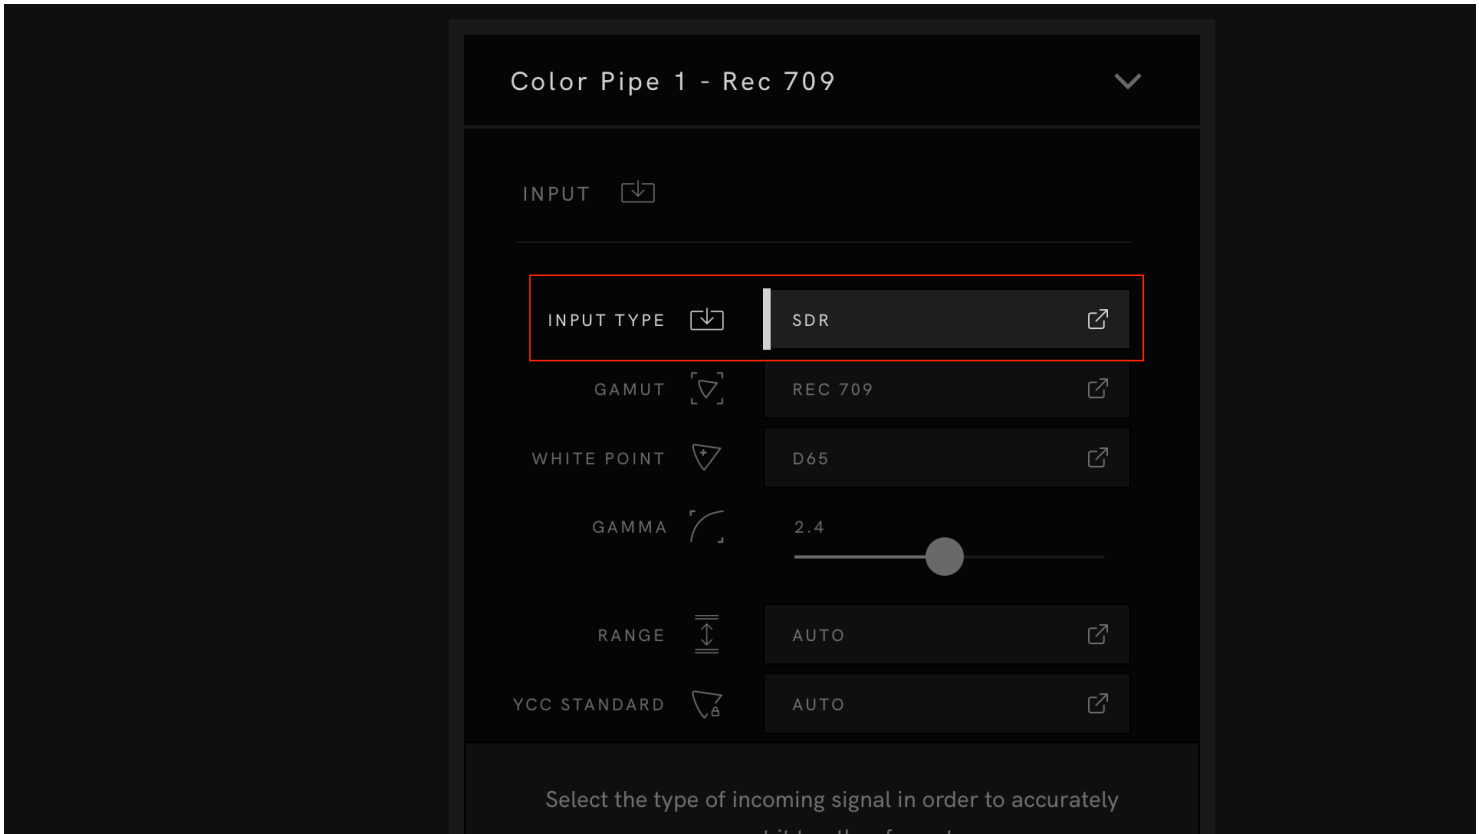 Color Pipe 1 - Rec 709
INPUT
INPUT TYPE SDR
GAMUT REC 709
WHITE POINT D65
GAMMA 2.4
RANGE AUTO
YCC STANDARD AUTO
Select the type of incoming signal in order to accurately